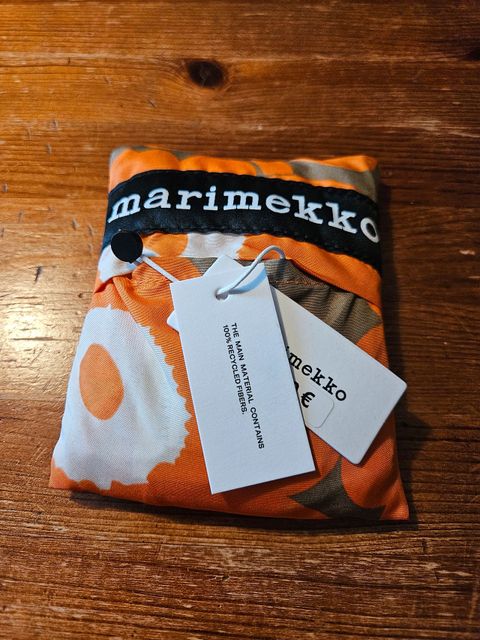 marimekko
THE MAIN MATERIAL CONTAINS
100% RECYCLED FIBERS.
€